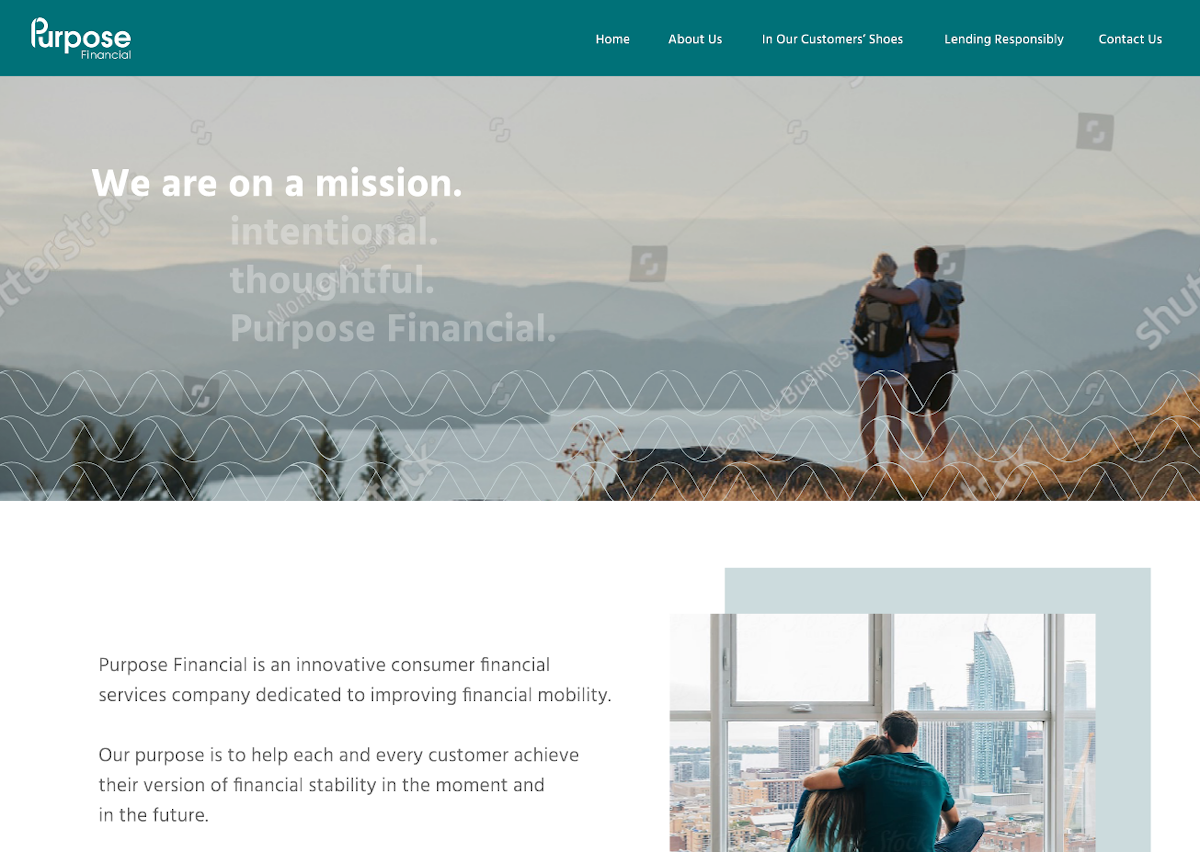 Purpose
Financial
Home
About Us
In Our Customers’ Shoes
Lending Responsibly
Contact Us
We are on a mission.
intentional.
thoughtful.
Purpose Financial.
Monkey Business I...
Monkey Business I...
Purpose Financial is an innovative consumer financial
services company dedicated to improving financial mobility.
Our purpose is to help each and every customer achieve
their version of financial stability in the moment and
in the future.